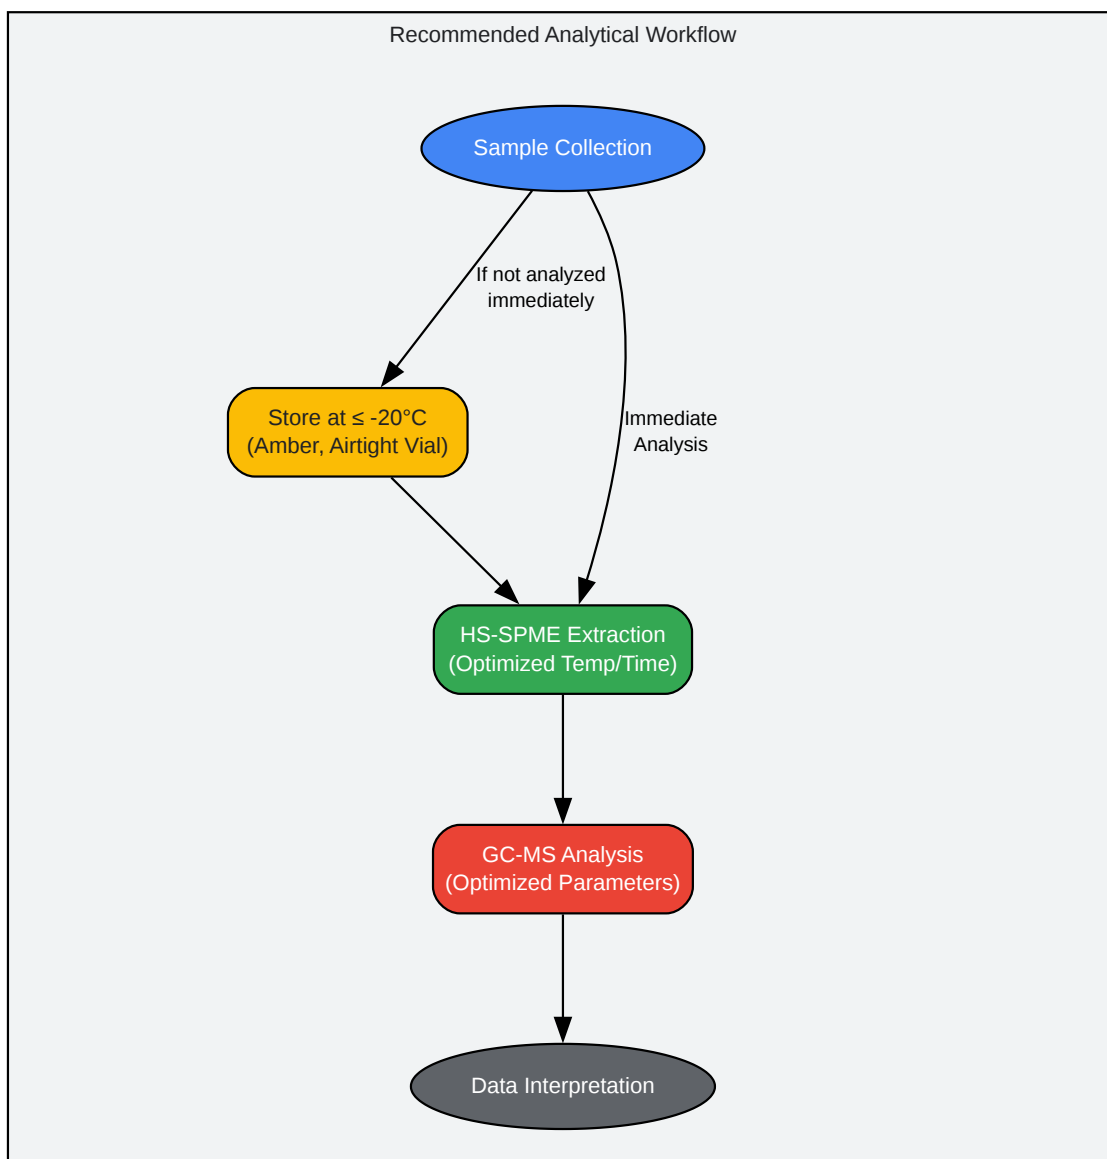 Recommended Analytical Workflow
Sample Collection
If not analyzed
immediately
Store at ≤ -20°C
(Amber, Airtight Vial)
Immediate
Analysis
HS-SPME Extraction
(Optimized Temp/Time)
GC-MS Analysis
(Optimized Parameters)
Data Interpretation